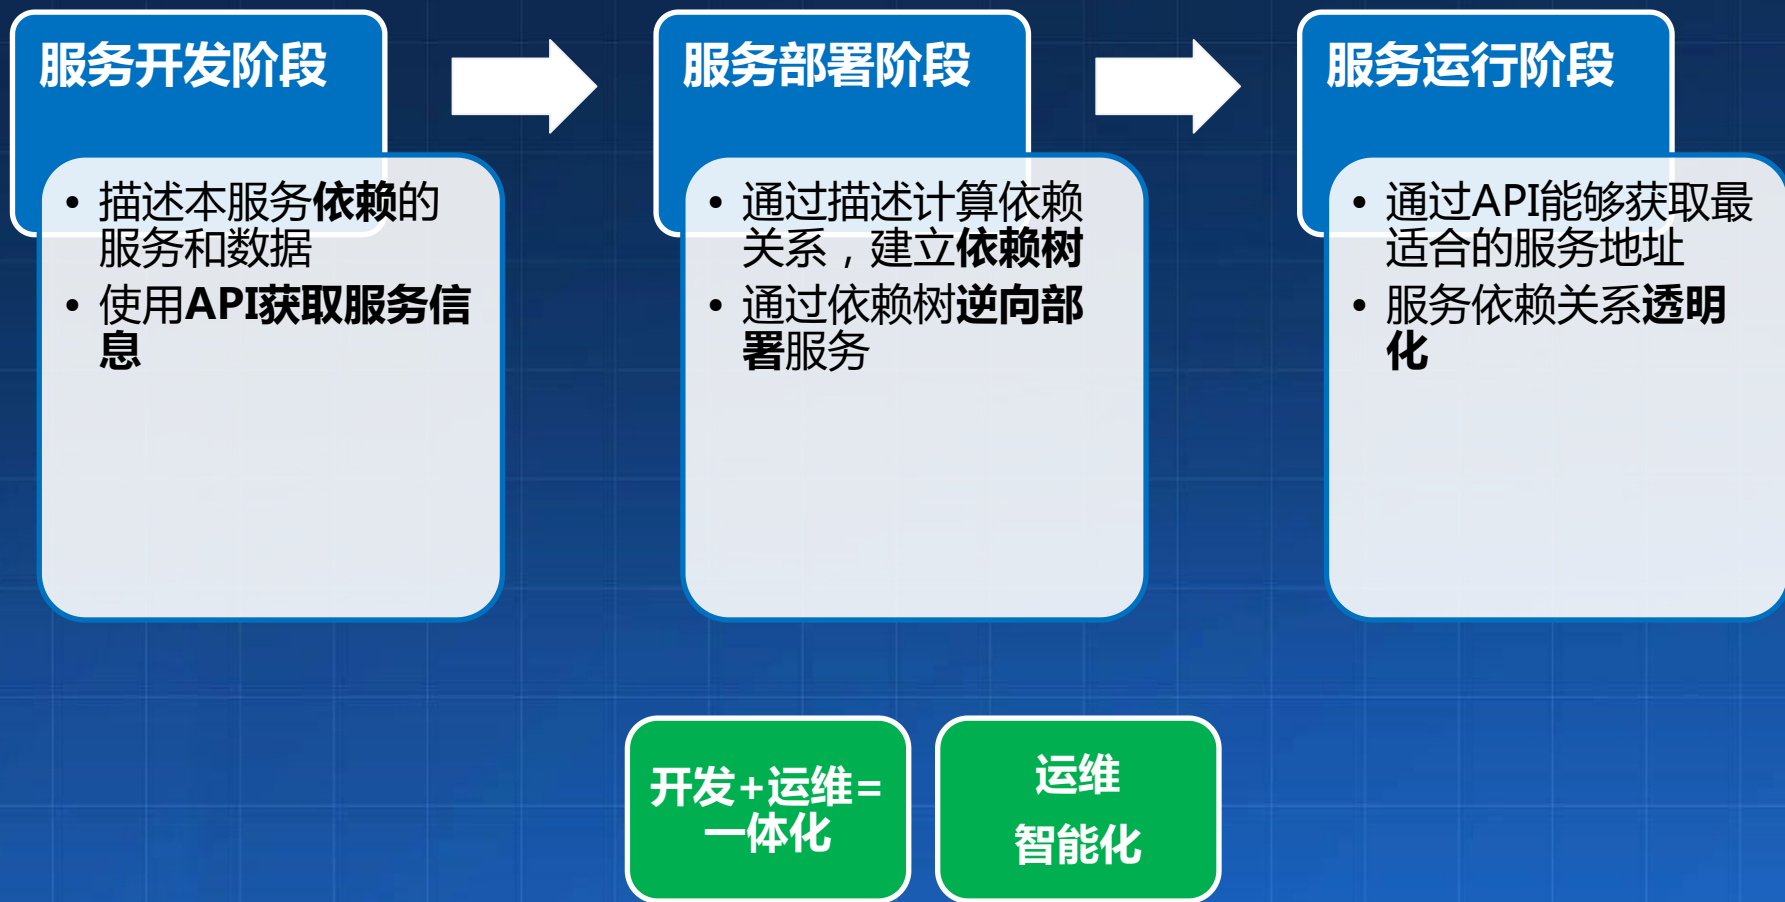 服务开发阶段
• 描述本服务依赖的
服务和数据
• 使用API获取服务信
息
服务部署阶段
• 通过描述计算依赖
关系，建立依赖树
• 通过依赖树逆向部
署服务
服务运行阶段
• 通过API能够获取最
适合的服务地址
• 服务依赖关系透明
化
开发+运维=
一体化
运维
智能化